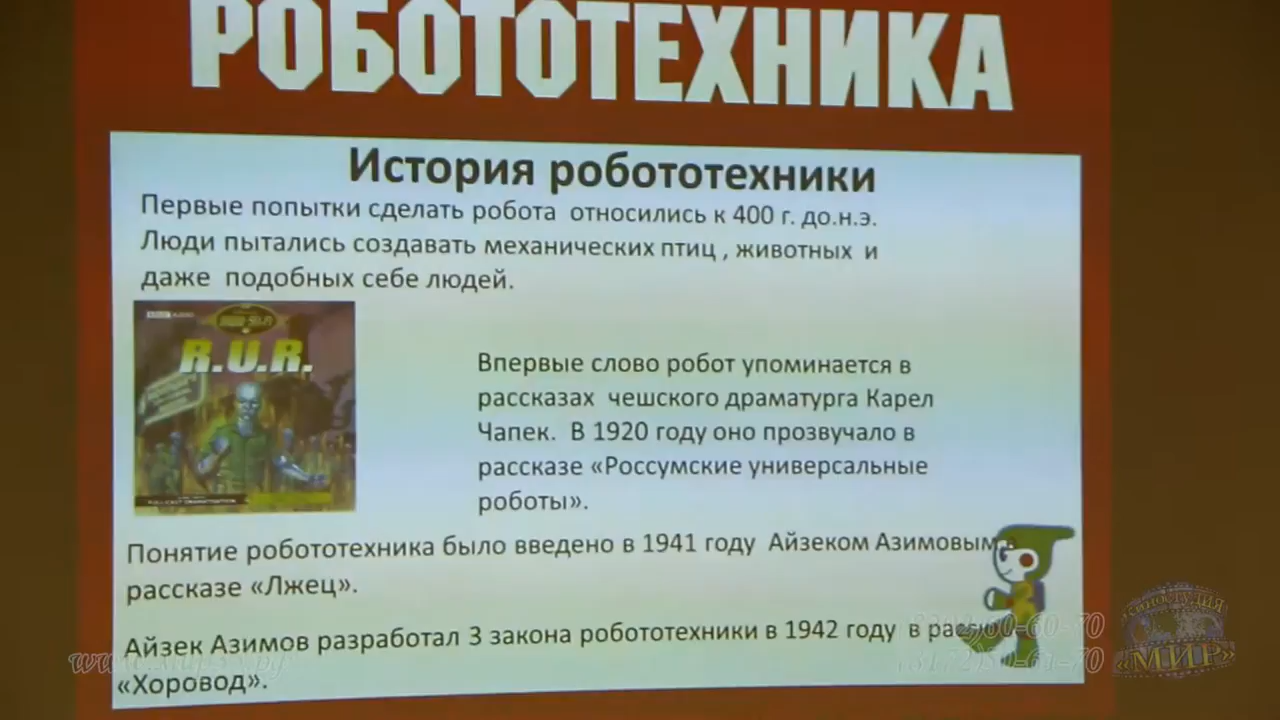 РОБОТОТЕХНИКА
История робототехники
Первые попытки сделать робота относились к 400 г. до.н.э.
Люди пытались создавать механических птиц , животных и
даже подобных себе людей.
R.U.R.
Впервые слово робот упоминается в
рассказах чешского драматурга Карел
Чапек. В 1920 году оно прозвучало в
рассказе «Россумские универсальные
роботы».
Понятие робототехника было введено в 1941 году Айзеком Азимовым в
рассказе «Лжец».
Айзек Азимов разработал 3 закона робототехники в 1942 году в
«Хоровод».
КИНОСТУДИЯ
«МИР»